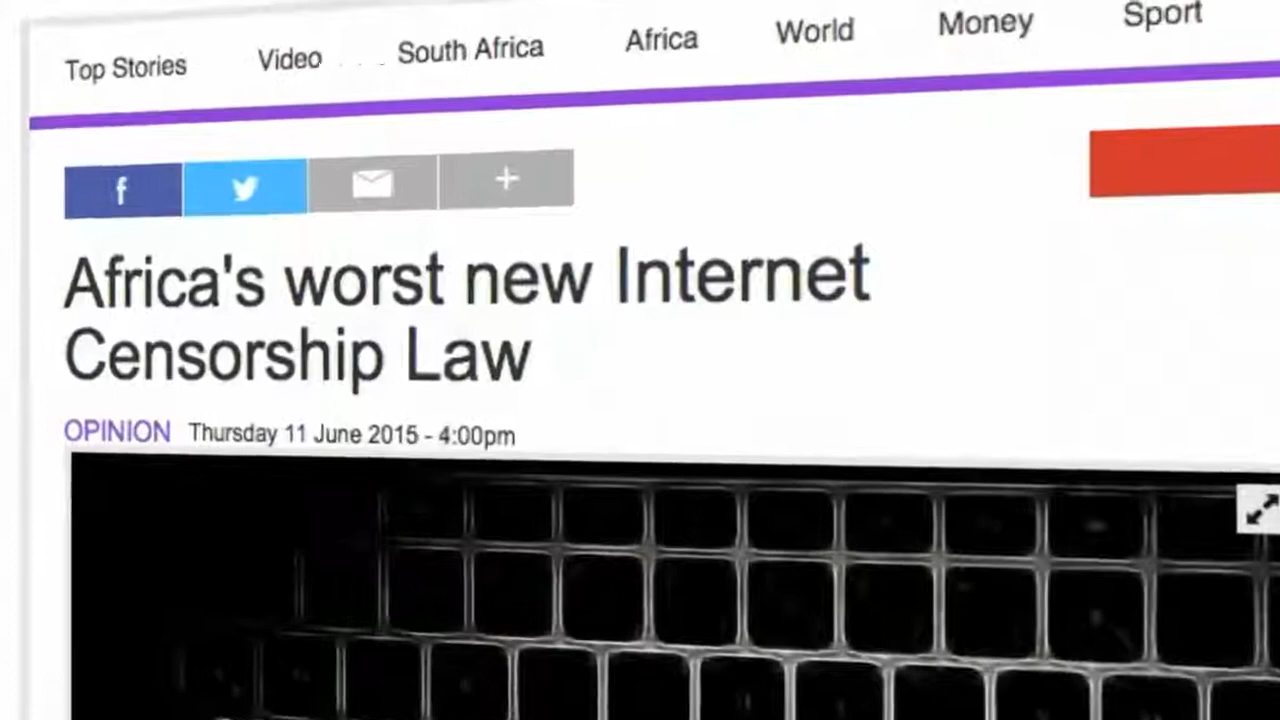 Top Stories Video South Africa Africa World Money Sport
f
Africa's worst new Internet
Censorship Law
OPINION Thursday 11 June 2015 - 4:00pm